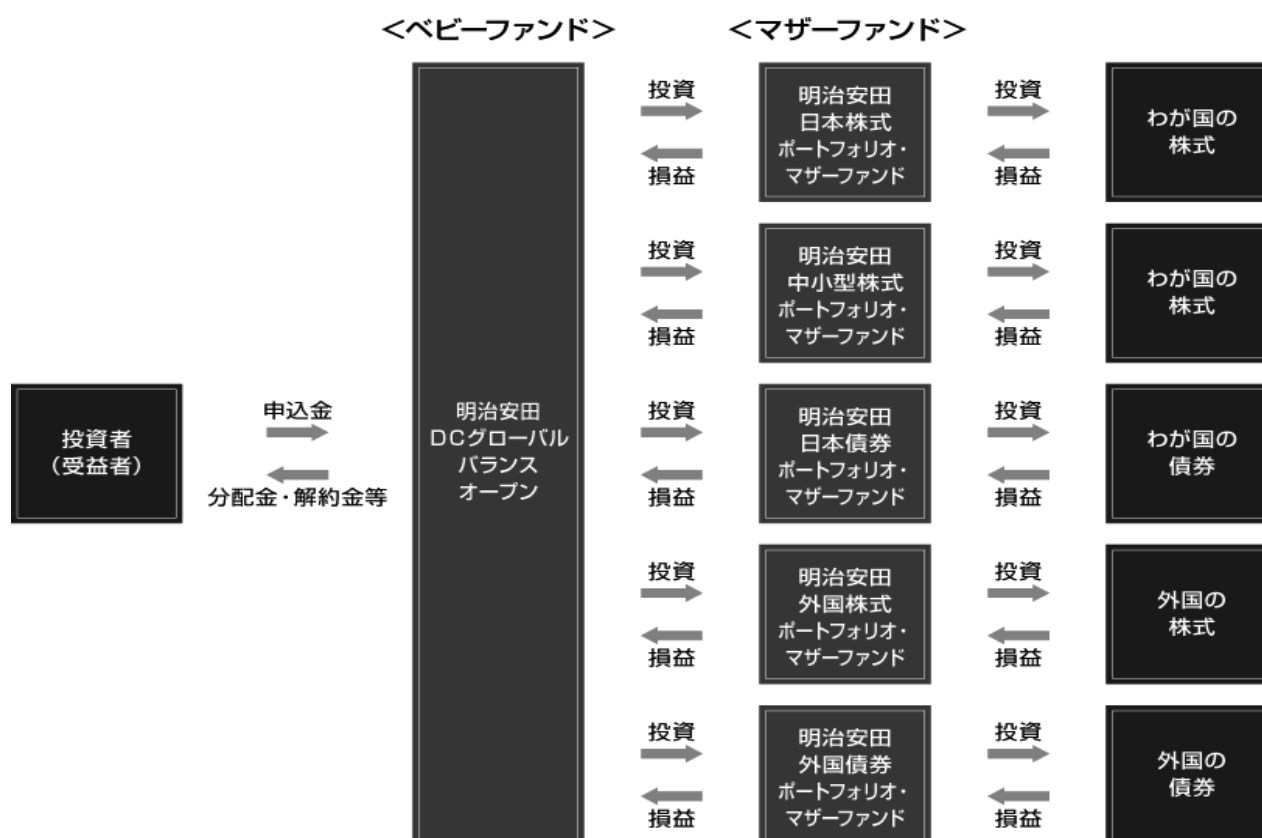 <ベビーファンド>
<マザーファンド>
投資者
(受益者)
申込金
分配金・解約金等
明治安田
DCグローバル
バランス
オープン
投資
損益
明治安田
日本株式
ポートフォリオ・
マザーファンド
投資
損益
わが国の
株式
投資
損益
明治安田
中小型株式
ポートフォリオ・
マザーファンド
投資
損益
わが国の
株式
投資
損益
明治安田
日本債券
ポートフォリオ・
マザーファンド
投資
損益
わが国の
債券
投資
損益
明治安田
外国株式
ポートフォリオ・
マザーファンド
投資
損益
外国の
株式
投資
損益
明治安田
外国債券
ポートフォリオ・
マザーファンド
投資
損益
外国の
債券